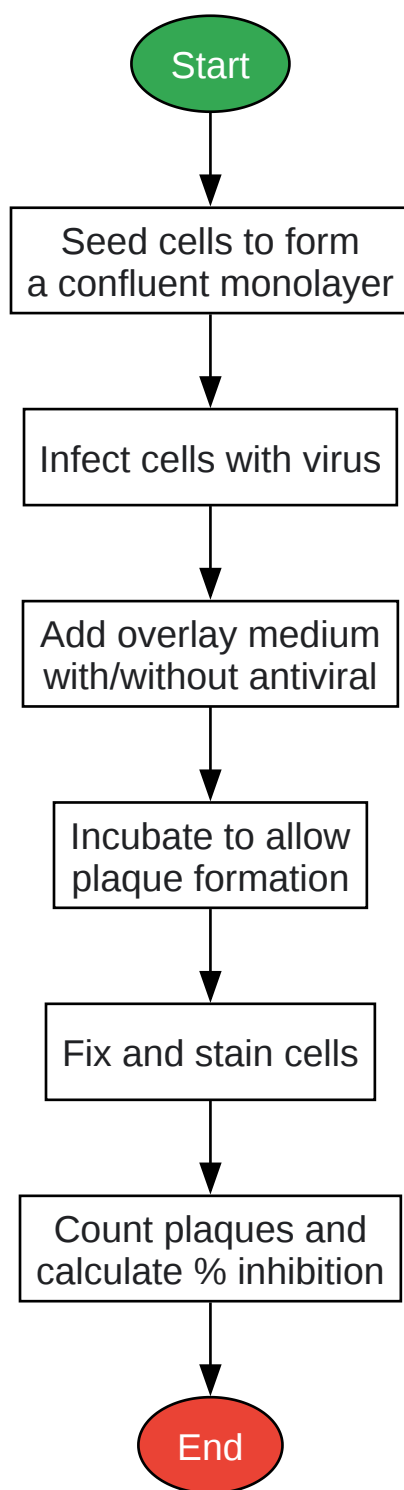 Start
Seed cells to form
a confluent monolayer
Infect cells with virus
Add overlay medium
with/without antiviral
Incubate to allow
plaque formation
Fix and stain cells
Count plaques and
calculate % inhibition
End